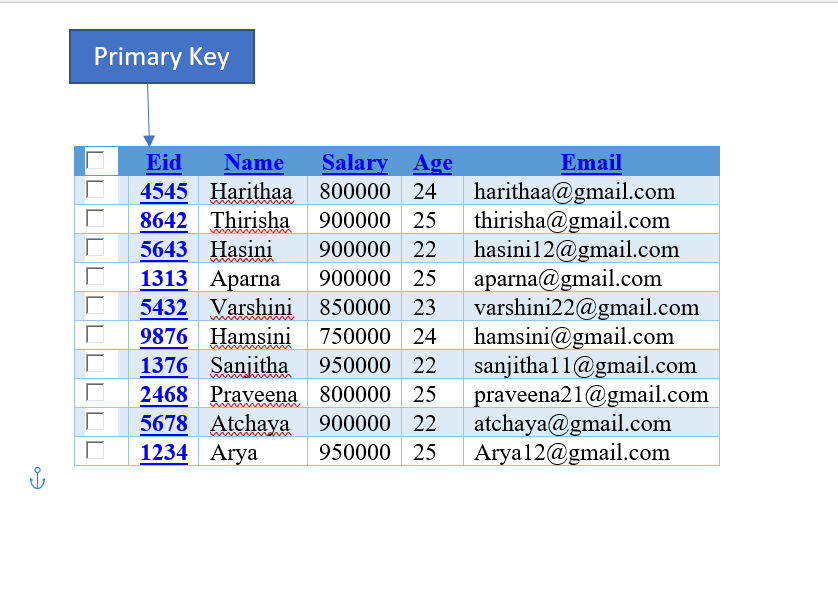 Primary Key
Eid Name Salary Age Email
4545 Harithaa 800000 24 harithaa@gmail.com
8642 Thirisha 900000 25 thirisha@gmail.com
5643 Hasini 900000 22 hasini12@gmail.com
1313 Aparna 900000 25 aparna@gmail.com
5432 Varshini 850000 23 varshini22@gmail.com
9876 Hamsini 750000 24 hamsini@gmail.com
1376 Sanjitha 950000 22 sanjitha11@gmail.com
2468 Praveena 800000 25 praveena21@gmail.com
5678 Atchaya 900000 22 atchaya@gmail.com
1234 Arya 950000 25 Arya12@gmail.com